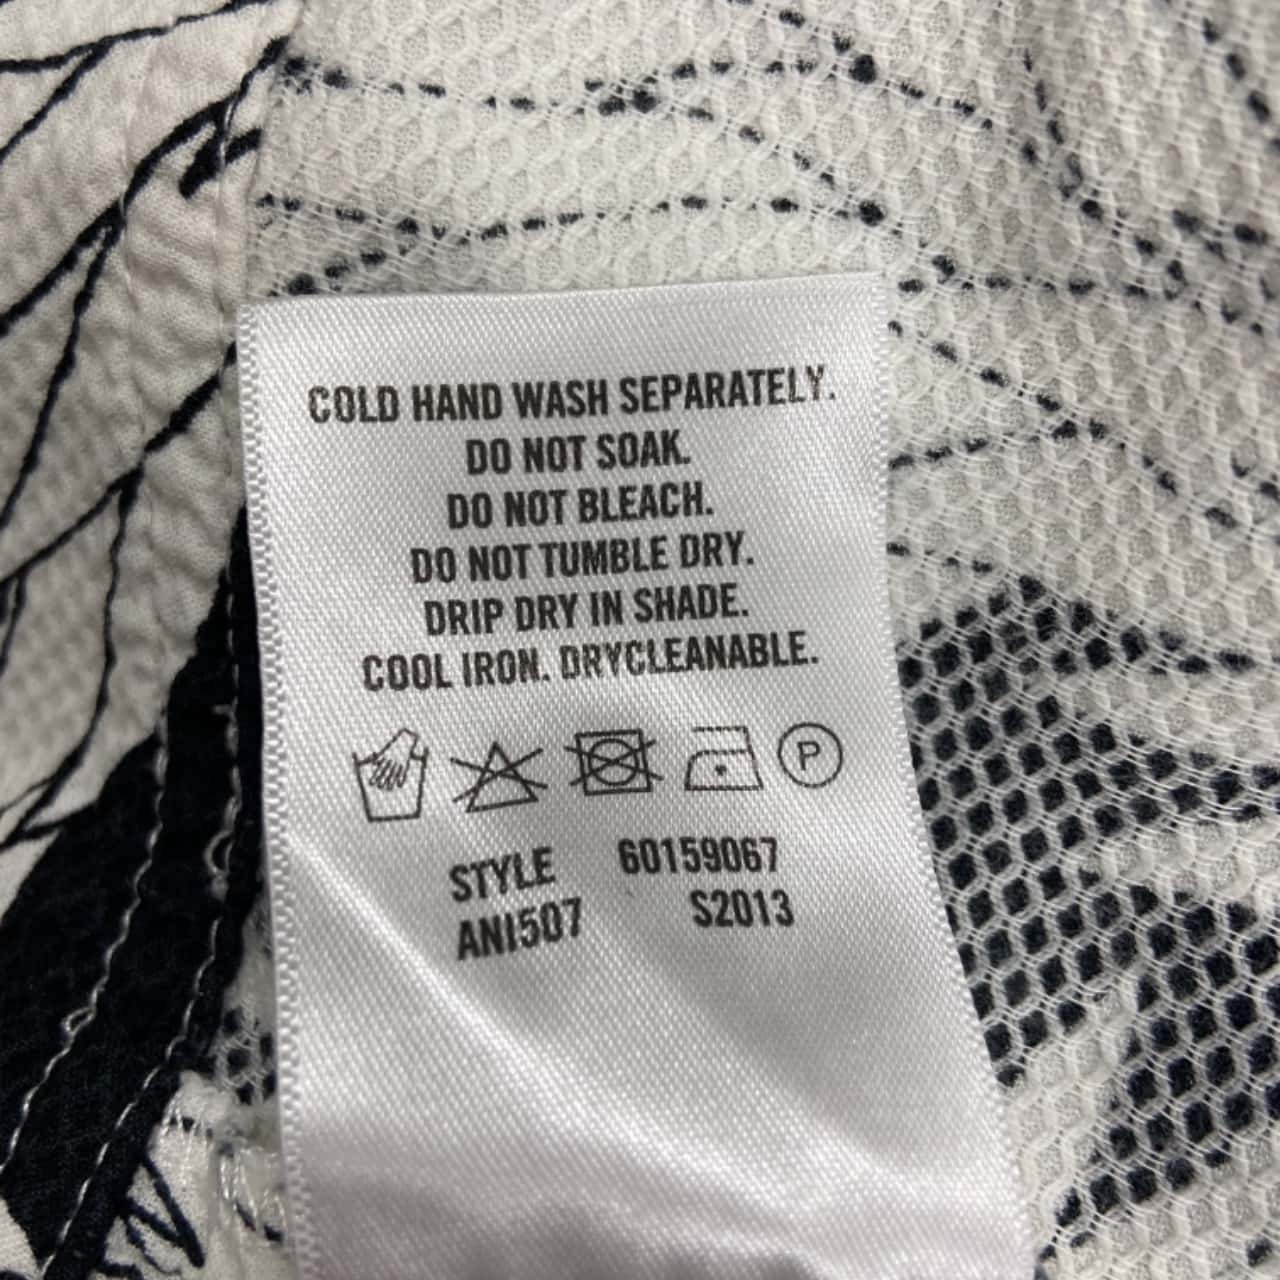 COLD HAND WASH SEPARATELY.
DO NOT SOAK.
DO NOT BLEACH.
DO NOT TUMBLE DRY.
DRIP DRY IN SHADE.
COOL IRON. DRYCLEANABLE.
P
STYLE 60159067
ANI507 S2013